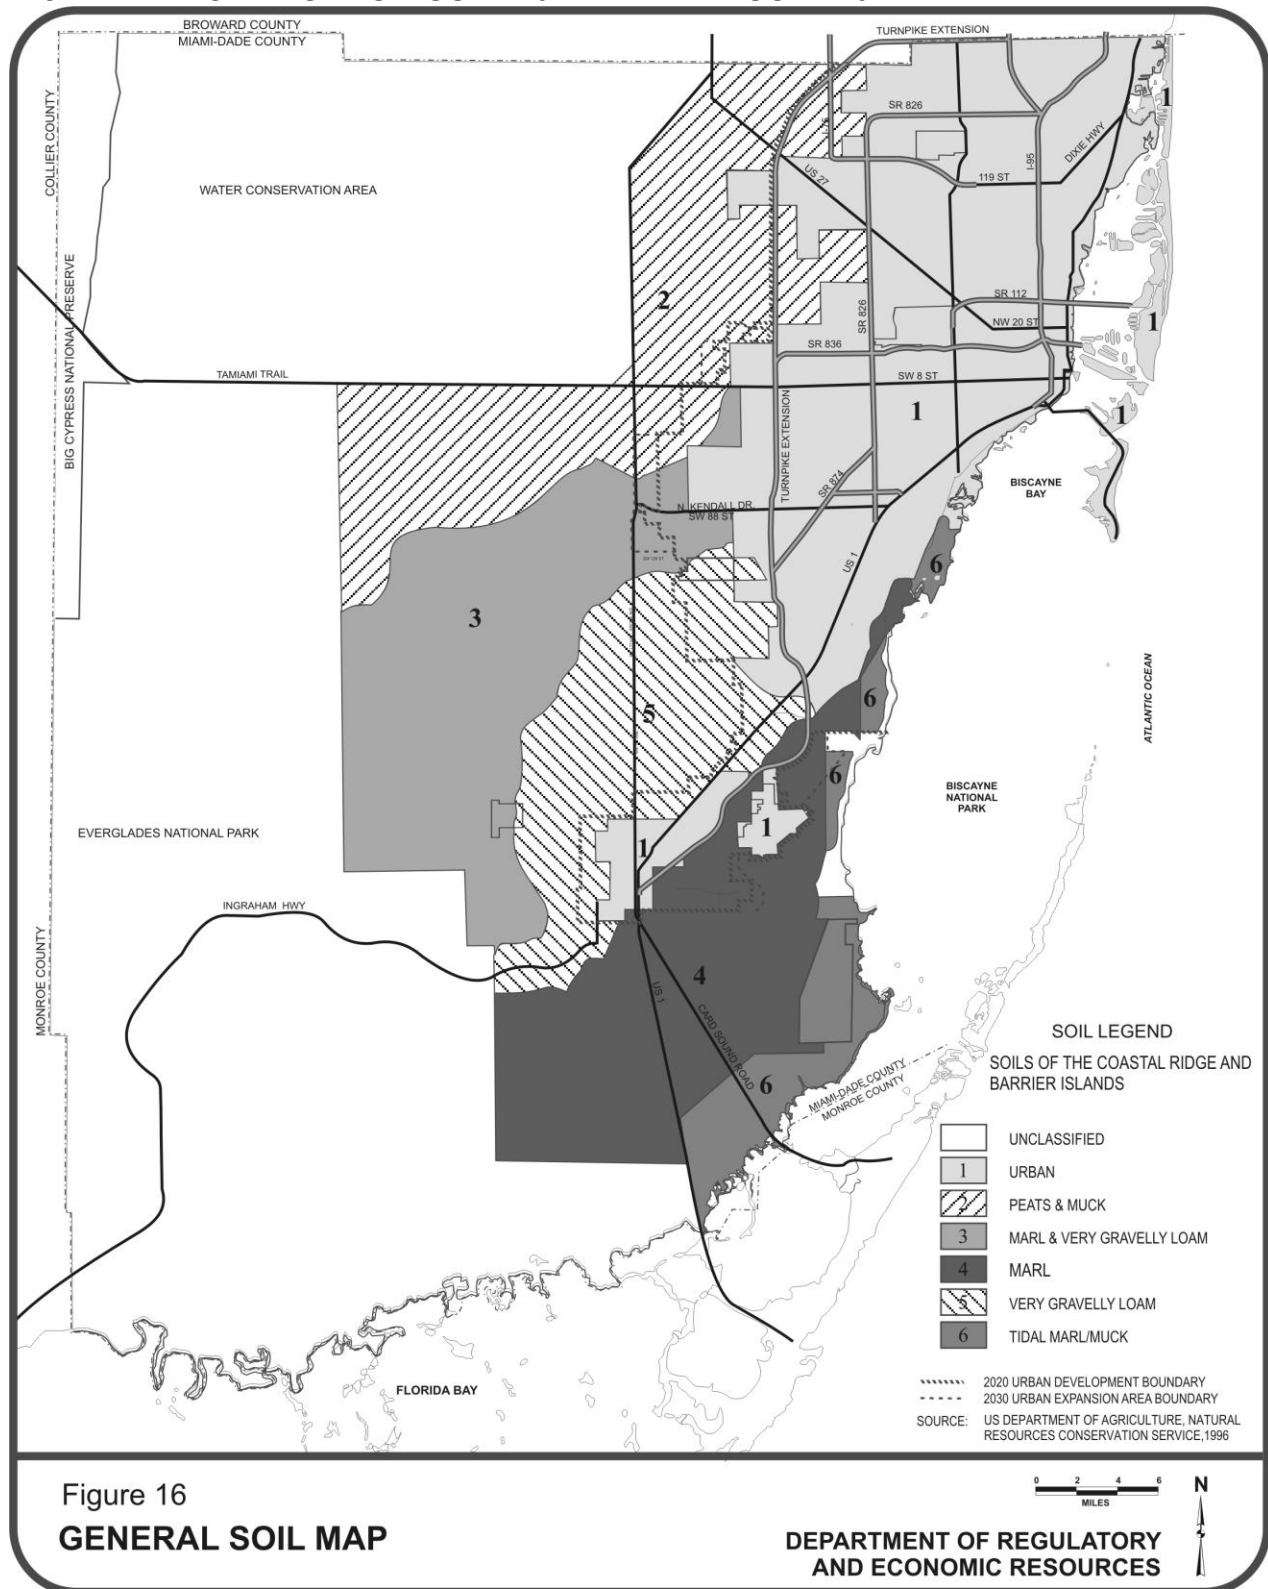 BROWARD COUNTY
MIAMI-DADE COUNTY
TURNPIKE EXTENSION
COLLIER COUNTY
WATER CONSERVATION AREA
SR 826
I-75
DIXIE HWY
I-95
US 27
119 ST
1
2
BIG CYPRESS NATIONAL PRESERVE
SR 826
SR 112
NW 20 ST
1
SR 836
TAMIAMI TRAIL
SW 8 ST
1
1
TURNPIKE EXTENSION
SR 874
N. KENDALL DR.
SW 88 ST
BISCAYNE
BAY
US 1
6
3
5
6
ATLANTIC OCEAN
6
BISCAYNE
NATIONAL
PARK
EVERGLADES NATIONAL PARK
1
1
INGRAHAM HWY
MONROE COUNTY
4
US 1
CARD SOUND ROAD
6
MIAMI-DADE COUNTY
MONROE COUNTY
FLORIDA BAY
SOIL LEGEND
SOILS OF THE COASTAL RIDGE AND
BARRIER ISLANDS
UNCLASSIFIED
1 URBAN
2 PEATS & MUCK
3 MARL & VERY GRAVELLY LOAM
4 MARL
5 VERY GRAVELLY LOAM
6 TIDAL MARL/MUCK
2020 URBAN DEVELOPMENT BOUNDARY
2030 URBAN EXPANSION AREA BOUNDARY
SOURCE: US DEPARTMENT OF AGRICULTURE, NATURAL
RESOURCES CONSERVATION SERVICE,1996
Figure 16
GENERAL SOIL MAP
0 2 4 6
MILES
N
DEPARTMENT OF REGULATORY
AND ECONOMIC RESOURCES